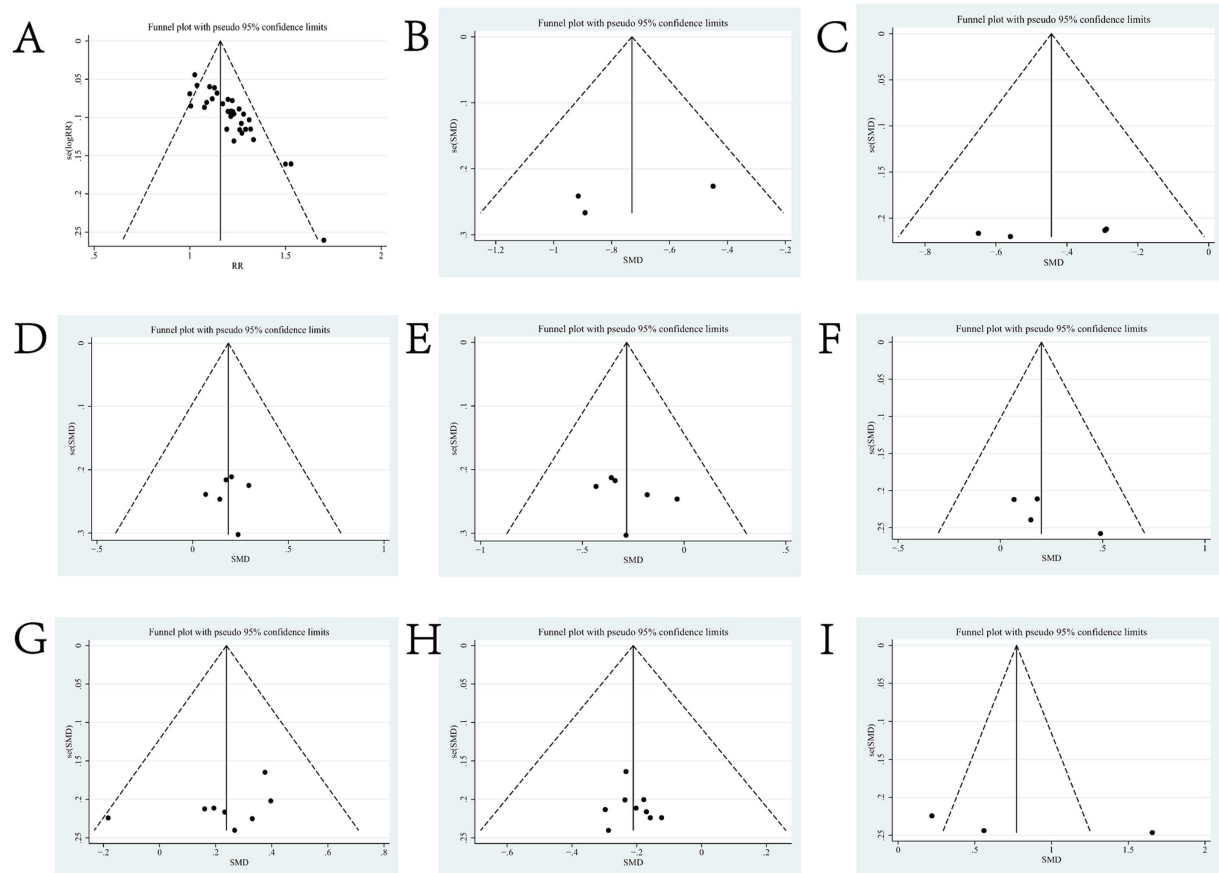 A
Funnel plot with pseudo 95% confidence limits
se(logRR)
0
.05
.1
.15
.2
.25
.5
1
1.5
2
RR
B
Funnel plot with pseudo 95% confidence limits
se(SMD)
0
.1
.2
.3
−1.2
−1
−.8
−.6
−.4
−.2
SMD
C
Funnel plot with pseudo 95% confidence limits
se(SMD)
0
.05
.1
.15
.2
−.8
−.6
−.4
−.2
0
SMD
D
Funnel plot with pseudo 95% confidence limits
se(SMD)
0
.1
.2
.3
−.5
0
.5
1
SMD
E
Funnel plot with pseudo 95% confidence limits
se(SMD)
0
.1
.2
.3
−1
−.5
0
.5
SMD
F
Funnel plot with pseudo 95% confidence limits
se(SMD)
0
.05
.1
.15
.2
.25
−.5
0
.5
1
SMD
G
Funnel plot with pseudo 95% confidence limits
se(SMD)
0
.05
.1
.15
.2
.25
−.2
0
.2
.4
.6
.8
SMD
H
Funnel plot with pseudo 95% confidence limits
se(SMD)
0
.05
.1
.15
.2
.25
−.6
−.4
−.2
0
.2
SMD
I
Funnel plot with pseudo 95% confidence limits
se(SMD)
0
.05
.1
.15
.2
.25
0
.5
1
1.5
2
SMD